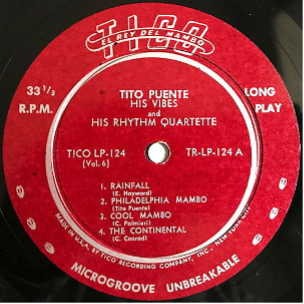 TICO
EL REY DEL MAMBO
33 1/3
R.P.M.
LONG
PLAY
TITO PUENTE
HIS VIBES
and
HIS RHYTHM QUARTETTE
TICO LP-124
(Vol. 6)
TR-LP-124 A
1. RAINFALL
(E. Hayward)
2. PHILADELPHIA MAMBO
(Tito Puente)
3. COOL MAMBO
(C. Palmieri)
4. THE CONTINENTAL
(C. Conrad)
MADE IN U.S.A. BY TICO RECORDING COMPANY, INC., NEW YORK CITY
MICROGROOVE UNBREAKABLE